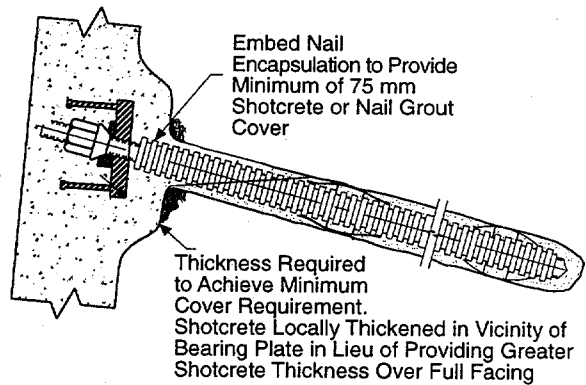 Embed Nail
Encapsulation to Provide
Minimum of 75 mm
Shotcrete or Nail Grout
Cover
Thickness Required
to Achieve Minimum
Cover Requirement.
Shotcrete Locally Thickened in Vicinity of
Bearing Plate in Lieu of Providing Greater
Shotcrete Thickness Over Full Facing